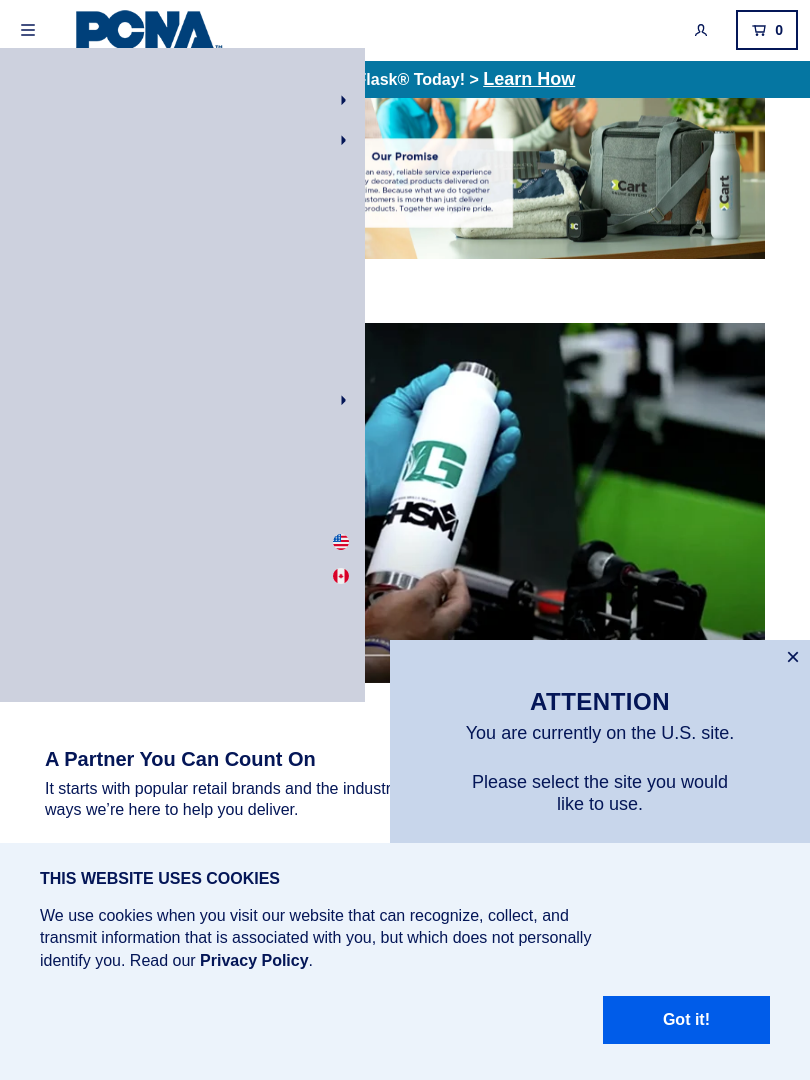 PCNA™
0
Flask® Today! > Learn How
Our Promise
an easy, reliable service experience
decorated products delivered on
Because what we do together
is more than just deliver
products. Together we inspire pride.
Cart
Cart
ATTENTION
You are currently on the U.S. site.
Please select the site you would
like to use.
A Partner You Can Count On
It starts with popular retail brands and the
ways we’re here to help you deliver.
THIS WEBSITE USES COOKIES
We use cookies when you visit our website that can recognize, collect, and
transmit information that is associated with you, but which does not personally
identify you. Read our Privacy Policy.
Got it!